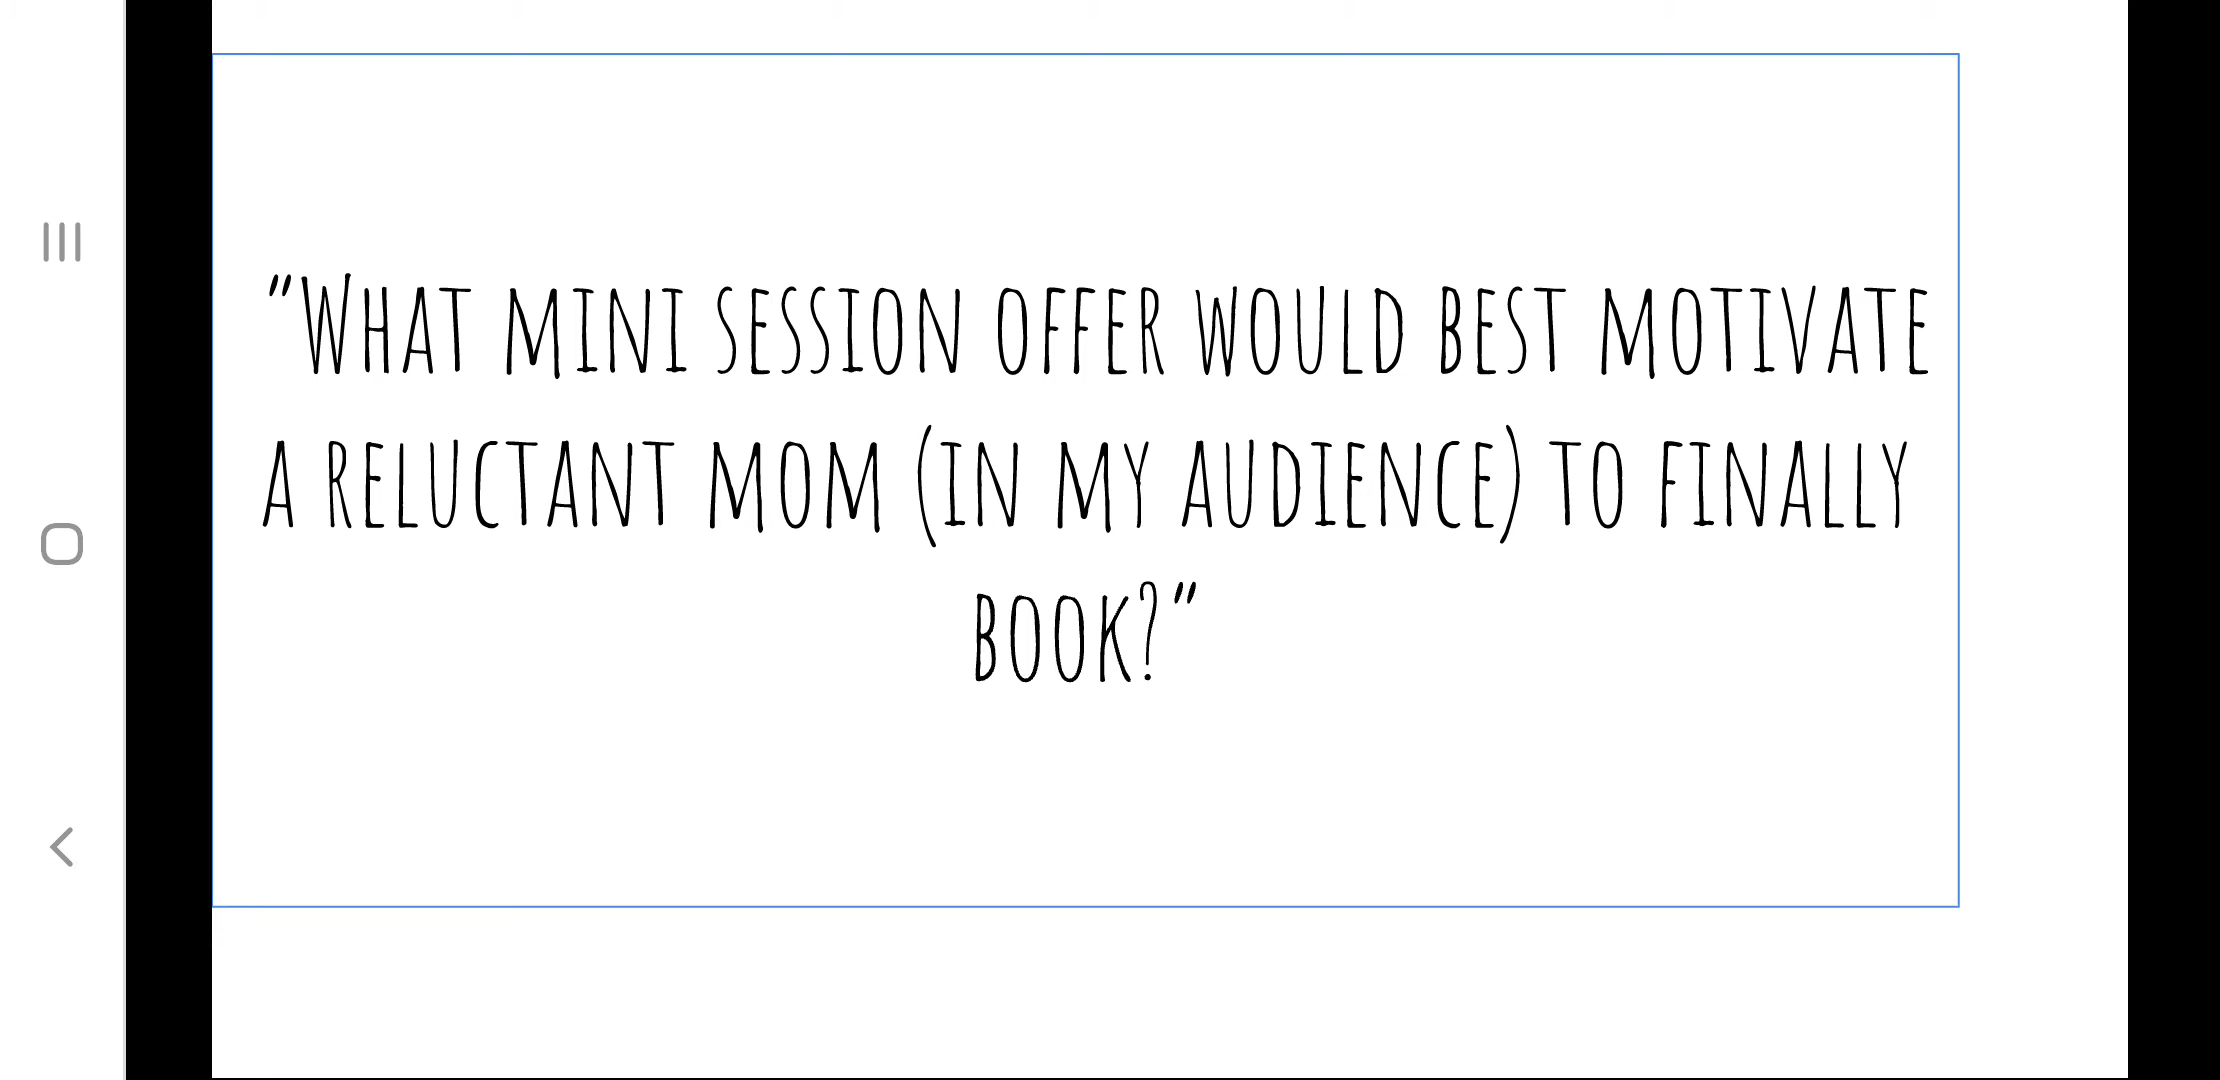 "What mini session offer would best motivate
a reluctant mom (in my audience) to finally
book?"